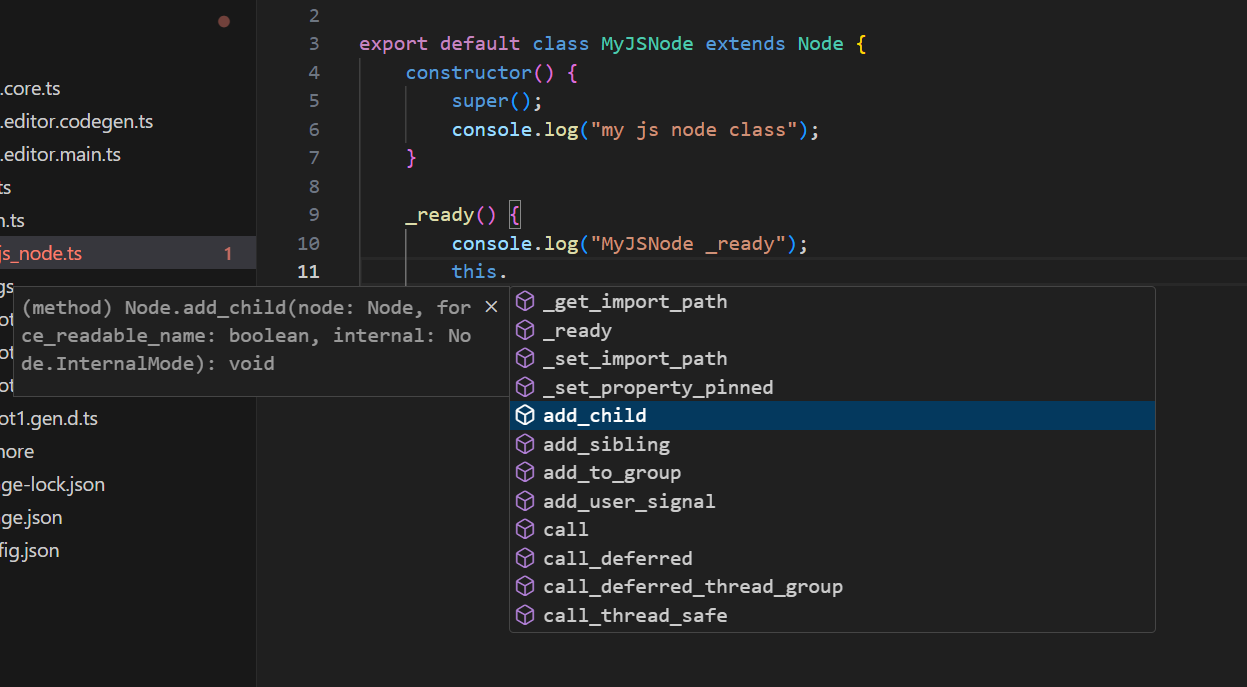 .core.ts
.editor.codegen.ts
.editor.main.ts
ts
n.ts
js_node.ts 1
gs
ot
ot
ot
ot1.gen.d.ts
nore
ge-lock.json
ge.json
fig.json
2
3 export default class MyJSNode extends Node {
4 constructor() {
5 super();
6 console.log("my js node class");
7 }
8
9 _ready() {
10 console.log("MyJSNode _ready");
11 this.
(method) Node.add_child(node: Node, for
ce_readable_name: boolean, internal: No
de.InternalMode): void
_get_import_path
_ready
_set_import_path
_set_property_pinned
add_child
add_sibling
add_to_group
add_user_signal
call
call_deferred
call_deferred_thread_group
call_thread_safe